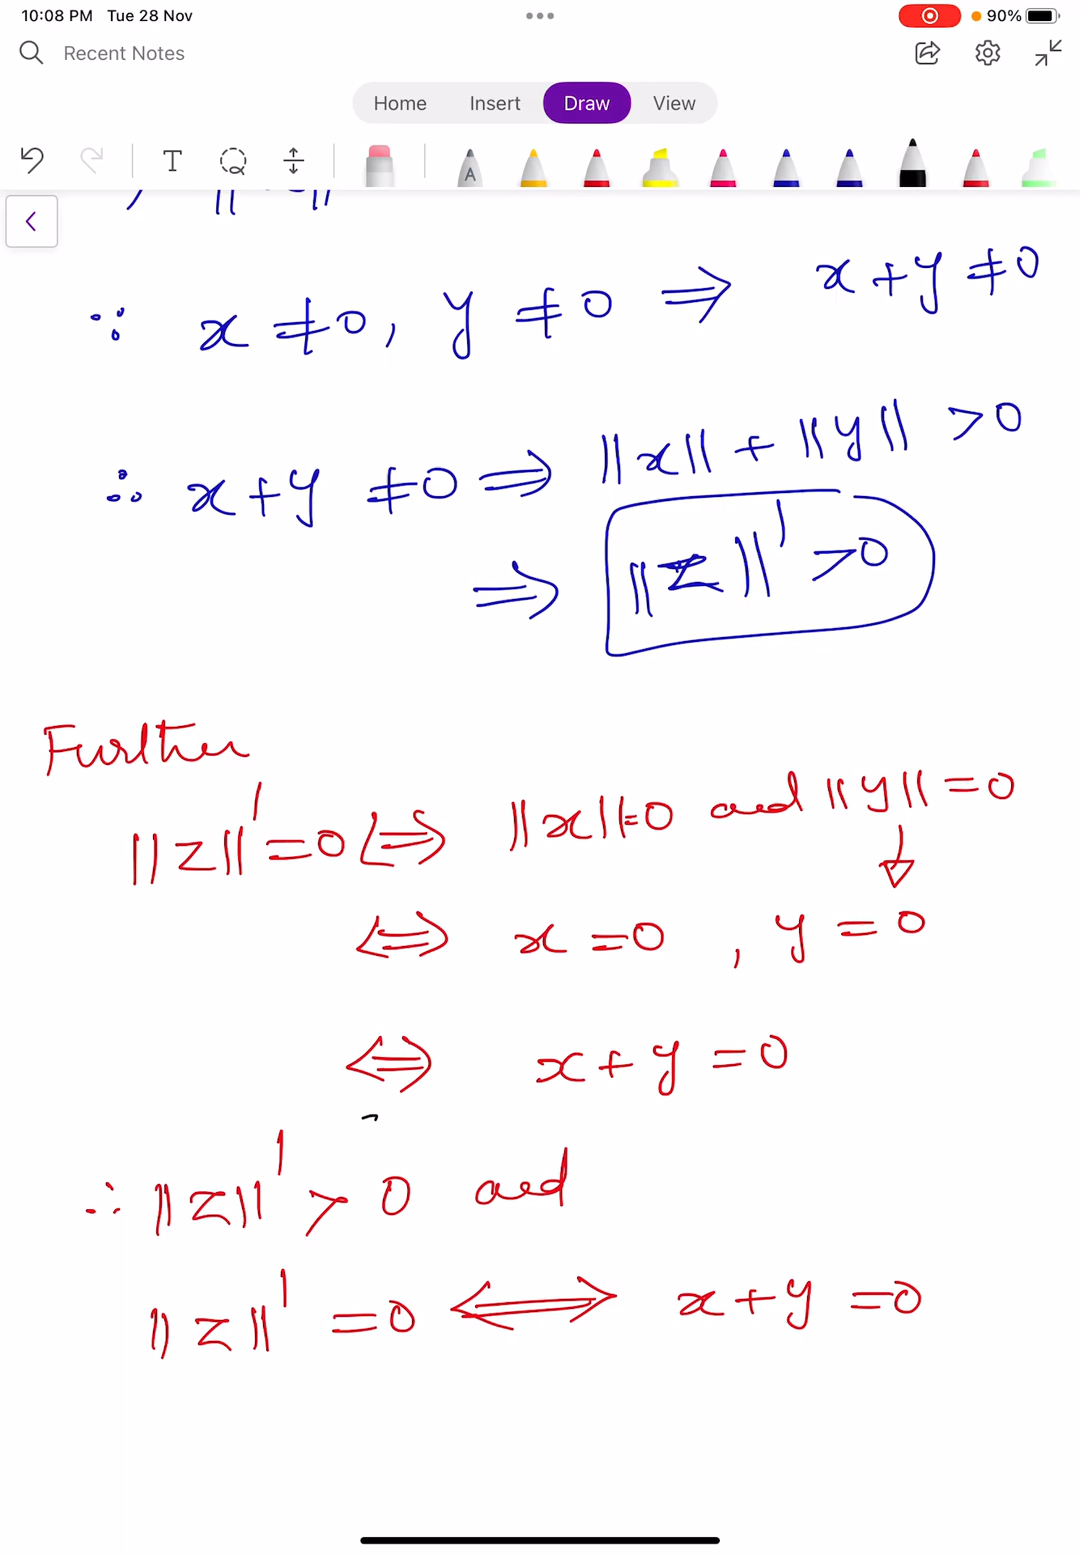 10:08 PM Tue 28 Nov
90%
Recent Notes
Home Insert Draw View
T
A
∵ x ≠ 0, y ≠ 0 ⇒ x + y ≠ 0
∴ x + y ≠ 0 ⇒ ||x|| + ||y|| > 0
⇒ ||z||' > 0
Further
||z||' = 0 ⇔ ||x|| = 0 and ||y|| = 0
⇔ x = 0 , y = 0
⇔ x + y = 0
∴ ||z||' > 0 and
||z||' = 0 ⇔ x + y = 0